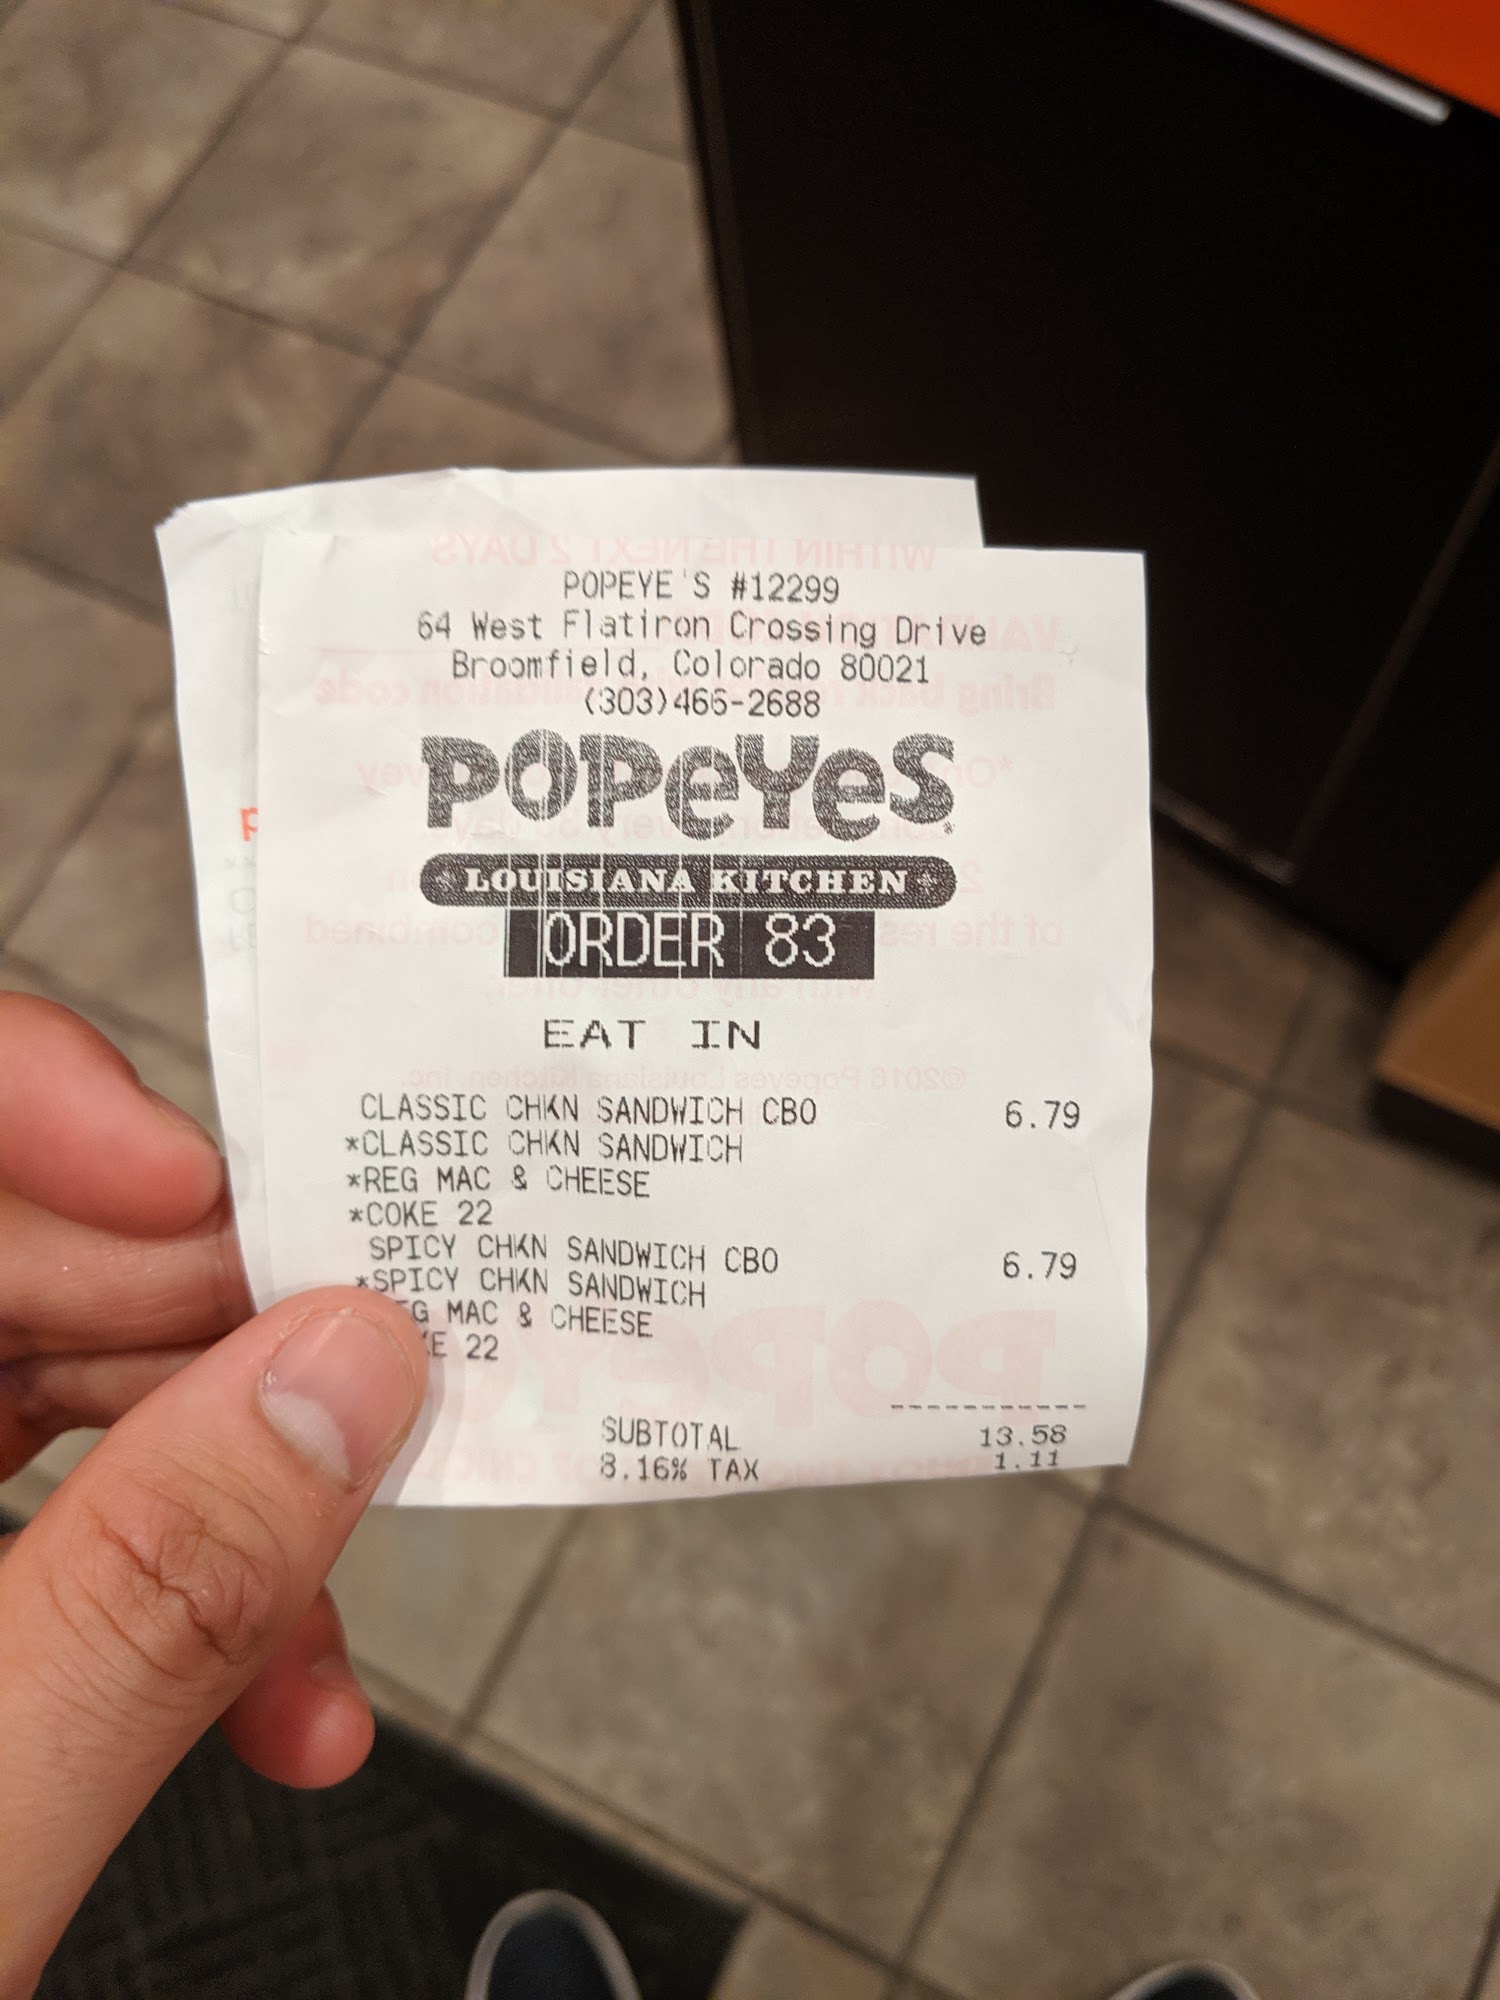 POPEYE'S #12299
64 West Flatiron Crossing Drive
Broomfield, Colorado 80021
(303)466-2688
POPEYES
LOUISIANA KITCHEN
ORDER 83
EAT IN
CLASSIC CHKN SANDWICH CBO 6.79
*CLASSIC CHKN SANDWICH
*REG MAC & CHEESE
*COKE 22
SPICY CHKN SANDWICH CBO 6.79
*SPICY CHKN SANDWICH
MAC & CHEESE
22
SUBTOTAL 13.58
8.16% TAX 1.11